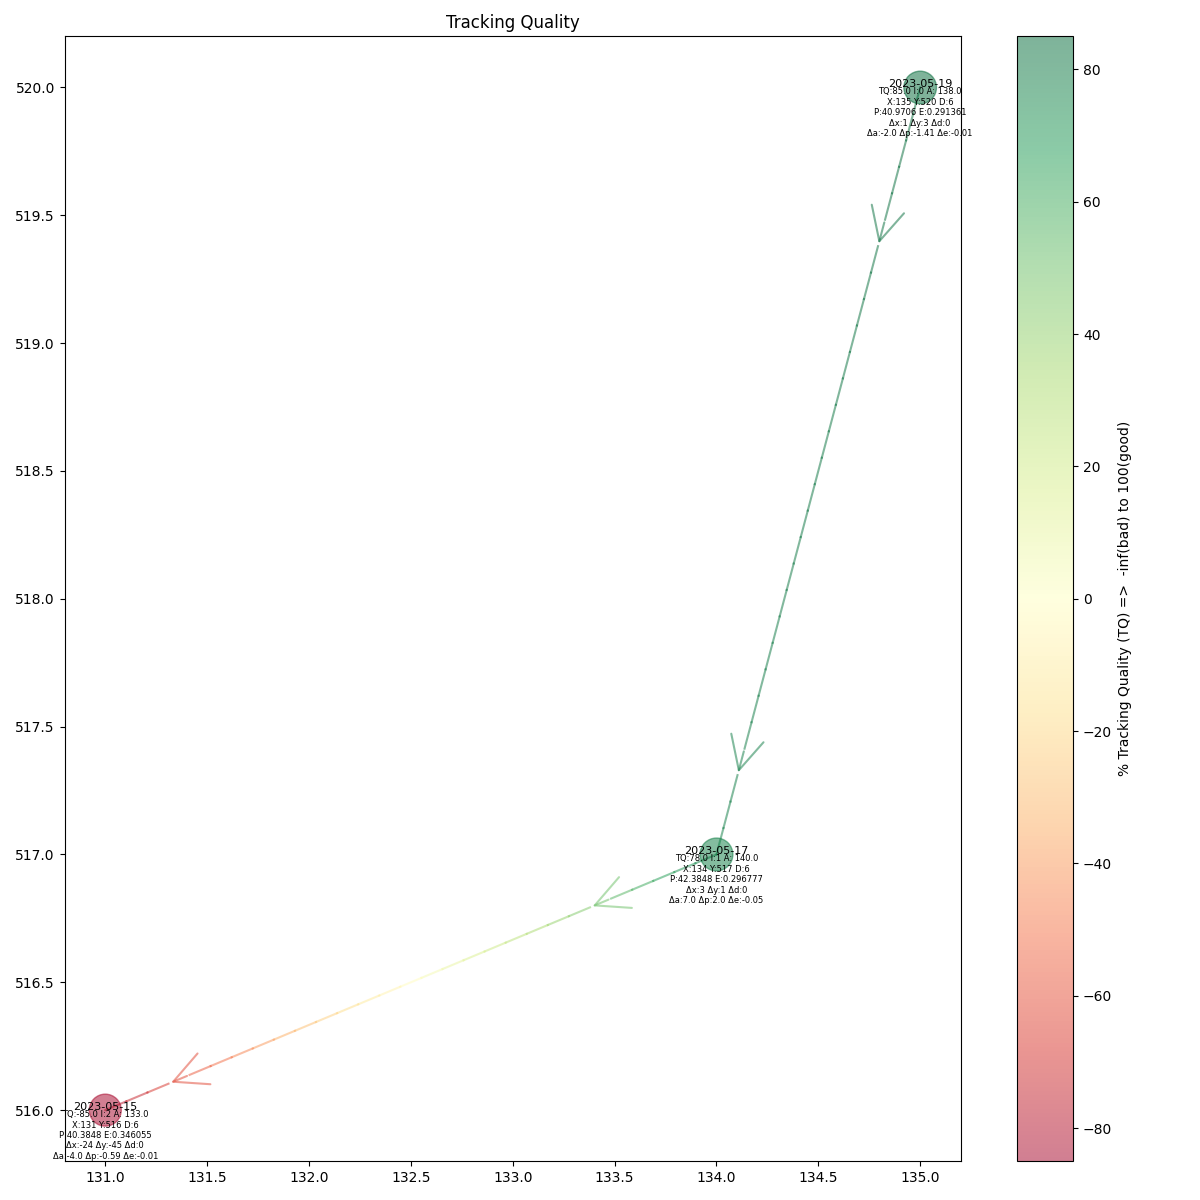 Tracking Quality
520.0
519.5
519.0
518.5
518.0
517.5
517.0
516.5
516.0
131.0 131.5 132.0 132.5 133.0 133.5 134.0 134.5 135.0
2023-05-19
TQ:85.0 I:0 A: 138.0
X:135 Y:520 D:6
P:40.9706 E:0.291361
Δx:1 Δy:3 Δd:0
Δa:-2.0 Δp:-1.41 Δe:-0.01
2023-05-17
TQ:78.0 I:1 A: 140.0
X:134 Y:517 D:6
P:42.3848 E:0.296777
Δx:3 Δy:1 Δd:0
Δa:7.0 Δp:2.0 Δe:-0.05
2023-05-15
TQ:-85.0 I:2 A: 133.0
X:131 Y:516 D:6
P:40.3848 E:0.346055
Δx:-24 Δy:-45 Δd:0
Δa:-4.0 Δp:-0.59 Δe:-0.01
80
60
40
20
0
−20
−40
−60
−80
% Tracking Quality (TQ) => -inf(bad) to 100(good)